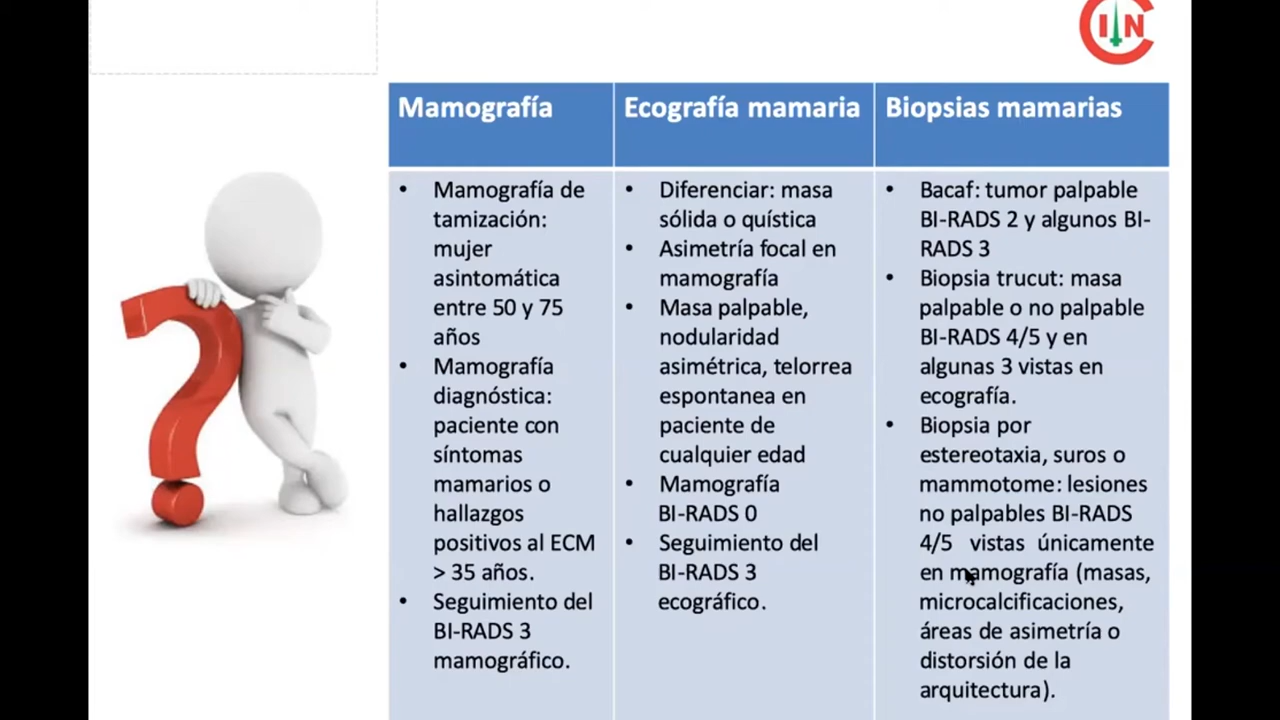 CIN
Mamografía
Mamografía de
tamización:
mujer
asintomática
entre 50 y 75
años
Mamografía
diagnóstica:
paciente con
síntomas
mamarios o
hallazgos
positivos al ECM
> 35 años.
Seguimiento del
BI-RADS 3
mamográfico.
Ecografía mamaria
Diferenciar: masa
sólida o quística
Asimetría focal en
mamografía
Masa palpable,
nodularidad
asimétrica, telorrea
espontanea en
paciente de
cualquier edad
Mamografía
BI-RADS 0
Seguimiento del
BI-RADS 3
ecográfico.
Biopsias mamarias
Bacaf: tumor palpable
BI-RADS 2 y algunos BI-
RADS 3
Biopsia trucut: masa
palpable o no palpable
BI-RADS 4/5 y en
algunas 3 vistas en
ecografía.
Biopsia por
estereotaxia, suros o
mammotome: lesiones
no palpables BI-RADS
4/5 vistas únicamente
en mamografía (masas,
microcalcificaciones,
áreas de asimetría o
distorsión de la
arquitectura).